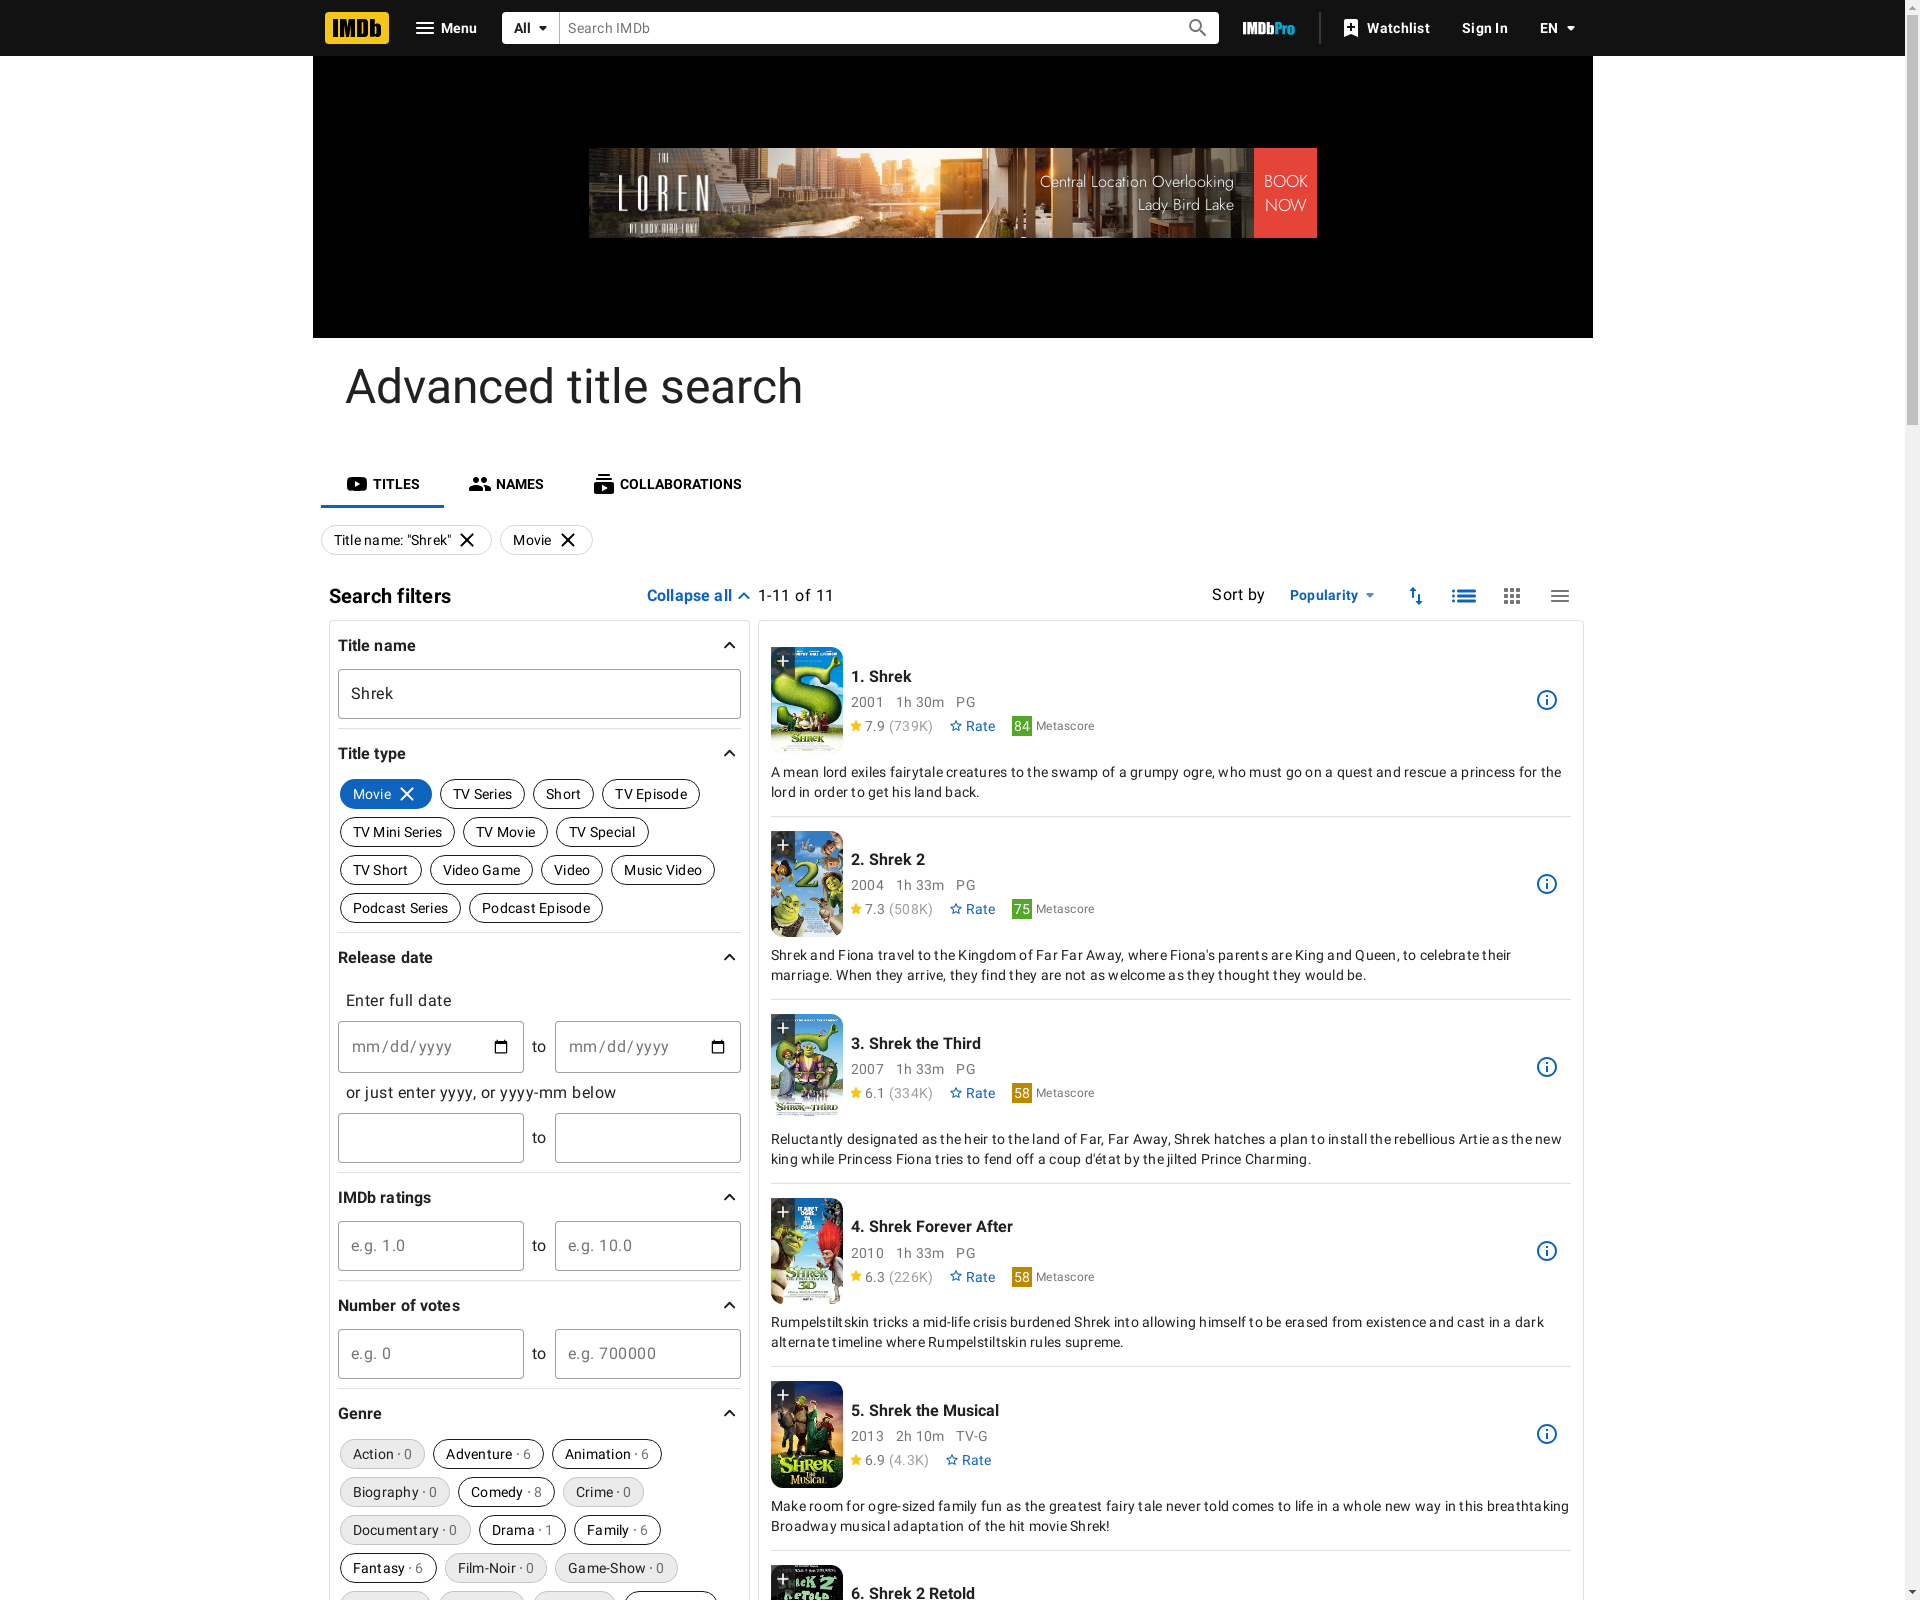 IMDb
Menu
All
Search IMDb
IMDbPro
Watchlist
Sign In
EN
THE
LOREN
AT LADY BIRD LAKE
Central Location Overlooking
Lady Bird Lake
BOOK
NOW
Advanced title search
TITLES
NAMES
COLLABORATIONS
Title name: "Shrek"
Movie
Search filters
Collapse all
1-11 of 11
Sort by
Popularity
Title name
Shrek
Title type
Movie
TV Series
Short
TV Episode
TV Mini Series
TV Movie
TV Special
TV Short
Video Game
Video
Music Video
Podcast Series
Podcast Episode
Release date
Enter full date
mm/dd/yyyy
to
mm/dd/yyyy
or just enter yyyy, or yyyy-mm below
to
IMDb ratings
e.g. 1.0
to
e.g. 10.0
Number of votes
e.g. 0
to
e.g. 700000
Genre
Action · 0
Adventure · 6
Animation · 6
Biography · 0
Comedy · 8
Crime · 0
Documentary · 0
Drama · 1
Family · 6
Fantasy · 6
Film-Noir · 0
Game-Show · 0
SHREK
1. Shrek
2001 1h 30m PG
7.9 (739K) Rate 84 Metascore
A mean lord exiles fairytale creatures to the swamp of a grumpy ogre, who must go on a quest and rescue a princess for the
lord in order to get his land back.
2
2. Shrek 2
2004 1h 33m PG
7.3 (508K) Rate 75 Metascore
Shrek and Fiona travel to the Kingdom of Far Far Away, where Fiona's parents are King and Queen, to celebrate their
marriage. When they arrive, they find they are not as welcome as they thought they would be.
SHREK THE THIRD
3. Shrek the Third
2007 1h 33m PG
6.1 (334K) Rate 58 Metascore
Reluctantly designated as the heir to the land of Far, Far Away, Shrek hatches a plan to install the rebellious Artie as the new
king while Princess Fiona tries to fend off a coup d'état by the jilted Prince Charming.
IT AIN'T
OGRE..
TIL
IT'S
OGRE
SHREK
THE FINAL CHAPTER
3D
4. Shrek Forever After
2010 1h 33m PG
6.3 (226K) Rate 58 Metascore
Rumpelstiltskin tricks a mid-life crisis burdened Shrek into allowing himself to be erased from existence and cast in a dark
alternate timeline where Rumpelstiltskin rules supreme.
SHREK
THE
MUSICAL
5. Shrek the Musical
2013 2h 10m TV-G
6.9 (4.3K) Rate
Make room for ogre-sized family fun as the greatest fairy tale never told comes to life in a whole new way in this breathtaking
Broadway musical adaptation of the hit movie Shrek!
6. Shrek 2 Retold